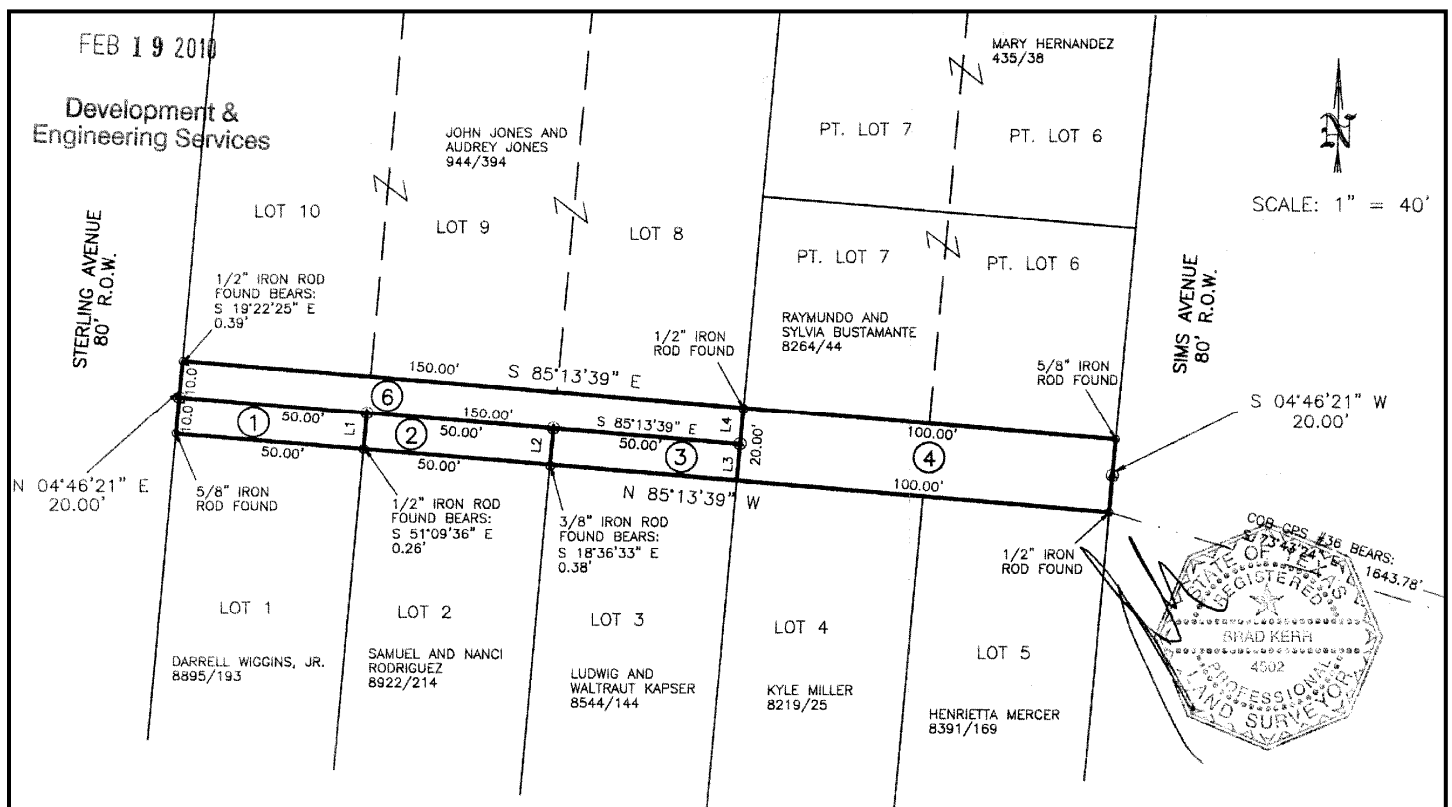 FEB 19 2010
Development &
Engineering Services
MARY HERNANDEZ
435/38
JOHN JONES AND
AUDREY JONES
944/394
PT. LOT 7
PT. LOT 6
N
SCALE: 1" = 40'
LOT 10
LOT 9
LOT 8
PT. LOT 7
PT. LOT 6
STERLING AVENUE
80' R.O.W.
SIMS AVENUE
80' R.O.W.
1/2" IRON ROD
FOUND BEARS:
S 19°22'25" E
0.39'
RAYMUNDO AND
SYLVIA BUSTAMANTE
8264/44
1/2" IRON
ROD FOUND
5/8" IRON
ROD FOUND
S 04°46'21" W
20.00'
150.00'
S 85°13'39" E
10.0'
10.0'
6
50.00'
150.00'
S 85°13'39" E
L4
20.00'
100.00'
1
L1
2
50.00'
L2
50.00'
3
L3
4
50.00'
50.00'
N 85°13'39" W
100.00'
N 04°46'21" E
20.00'
5/8" IRON
ROD FOUND
1/2" IRON ROD
FOUND BEARS:
S 51°09'36" E
0.26'
3/8" IRON ROD
FOUND BEARS:
S 18°36'33" E
0.38'
1/2" IRON
ROD FOUND
COB GPS #36 BEARS:
S 73°43'24" E
1643.78'
STATE OF TEXAS
REGISTERED
BRAD KERR
4502
PROFESSIONAL
LAND SURVEYOR
LOT 1
LOT 2
LOT 3
LOT 4
LOT 5
DARRELL WIGGINS, JR.
8895/193
SAMUEL AND NANCI
RODRIGUEZ
8922/214
LUDWIG AND
WALTRAUT KAPSER
8544/144
KYLE MILLER
8219/25
HENRIETTA MERCER
8391/169